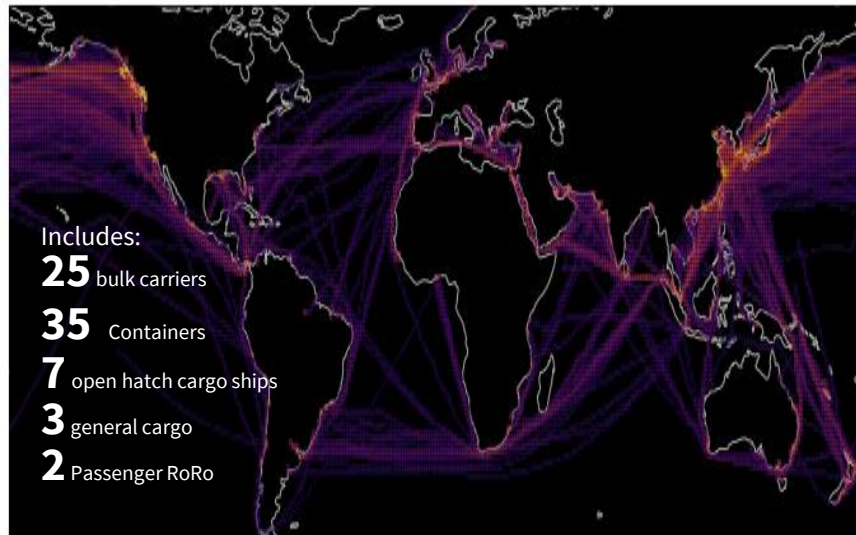 Includes:
25 bulk carriers
35 Containers
7 open hatch cargo ships
3 general cargo
2 Passenger RoRo